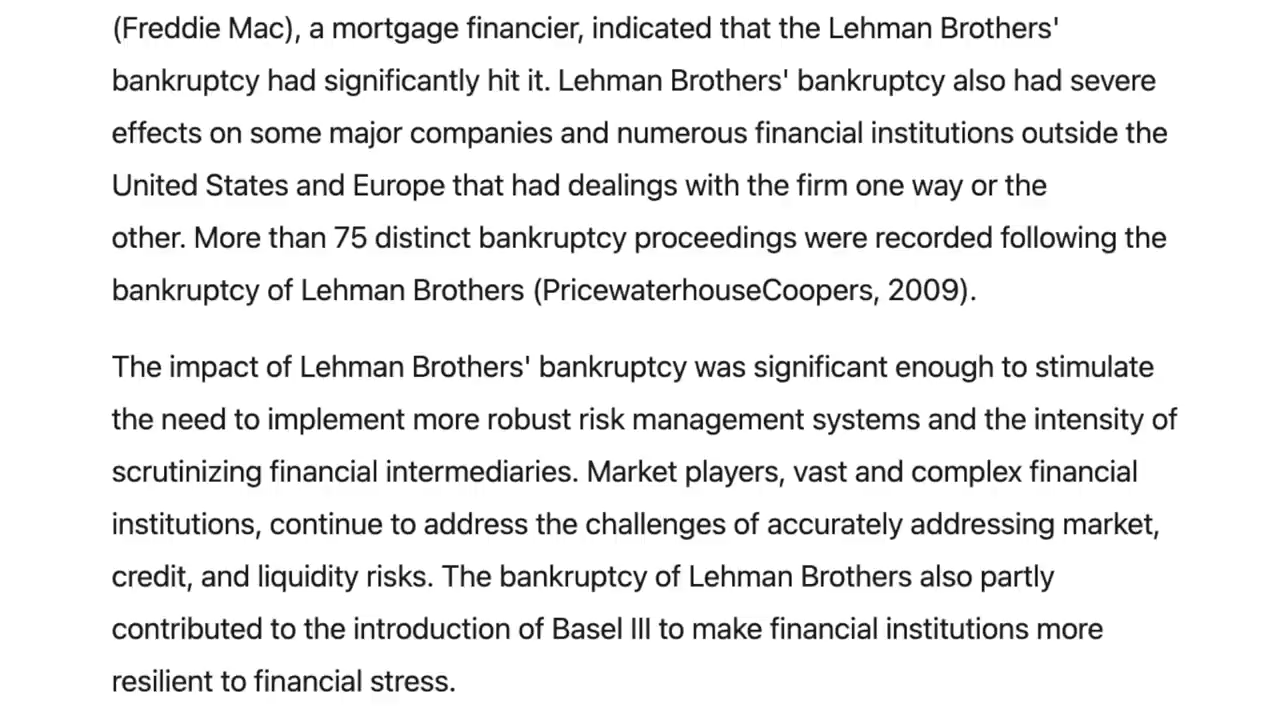 (Freddie Mac), a mortgage financier, indicated that the Lehman Brothers'
bankruptcy had significantly hit it. Lehman Brothers' bankruptcy also had severe
effects on some major companies and numerous financial institutions outside the
United States and Europe that had dealings with the firm one way or the
other. More than 75 distinct bankruptcy proceedings were recorded following the
bankruptcy of Lehman Brothers (PricewaterhouseCoopers, 2009).
The impact of Lehman Brothers' bankruptcy was significant enough to stimulate
the need to implement more robust risk management systems and the intensity of
scrutinizing financial intermediaries. Market players, vast and complex financial
institutions, continue to address the challenges of accurately addressing market,
credit, and liquidity risks. The bankruptcy of Lehman Brothers also partly
contributed to the introduction of Basel III to make financial institutions more
resilient to financial stress.